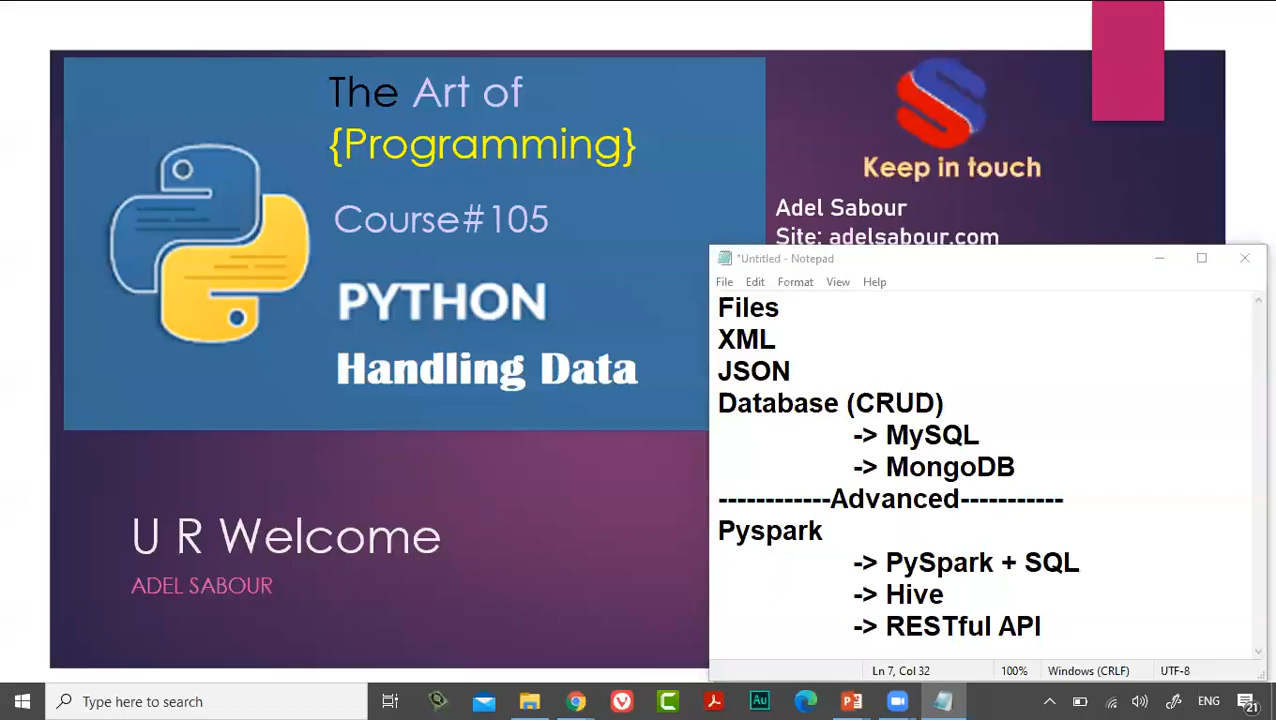 The Art of
{Programming}
Course#105
PYTHON
Handling Data
U R Welcome
ADEL SABOUR
Keep in touch
Adel Sabour
Site: adelsabour.com
*Untitled - Notepad
File Edit Format View Help
Files
XML
JSON
Database (CRUD)
-> MySQL
-> MongoDB
------------Advanced-----------
Pyspark
-> PySpark + SQL
-> Hive
-> RESTful API
Ln 7, Col 32 100% Windows (CRLF) UTF-8
Type here to search
Au
ENG
21